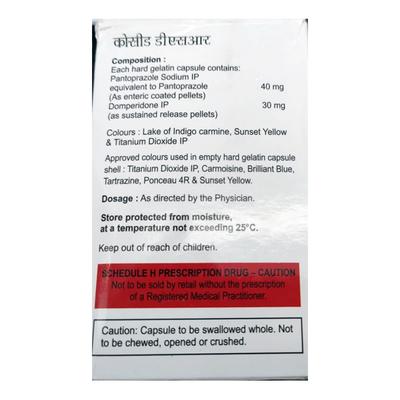 कोसीड डीएसआर
Composition :
Each hard gelatin capsule contains:
Pantoprazole Sodium IP
equivalent to Pantoprazole 40 mg
(As enteric coated pellets)
Domperidone IP 30 mg
(as sustained release pellets)
Colours : Lake of Indigo carmine, Sunset Yellow
& Titanium Dioxide IP
Approved colours used in empty hard gelatin capsule
shell : Titanium Dioxide IP, Carmoisine, Brilliant Blue,
Tartrazine, Ponceau 4R & Sunset Yellow.
Dosage : As directed by the Physician.
Store protected from moisture,
at a temperature not exceeding 25°C.
Keep out of reach of children.
SCHEDULE H PRESCRIPTION DRUG – CAUTION
Not to be sold by retail without the prescription
of a Registered Medical Practitioner.
Caution: Capsule to be swallowed whole. Not
to be chewed, opened or crushed.